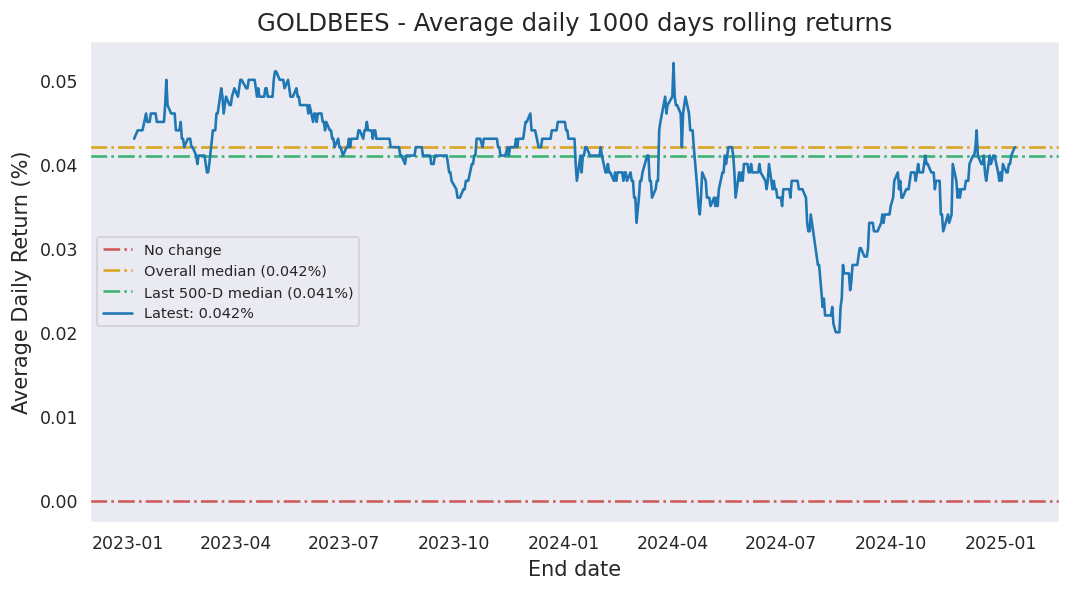 GOLDBEES - Average daily 1000 days rolling returns
Average Daily Return (%)
0.05
0.04
0.03
0.02
0.01
0.00
No change
Overall median (0.042%)
Last 500-D median (0.041%)
Latest: 0.042%
2023-01 2023-04 2023-07 2023-10 2024-01 2024-04 2024-07 2024-10 2025-01
End date